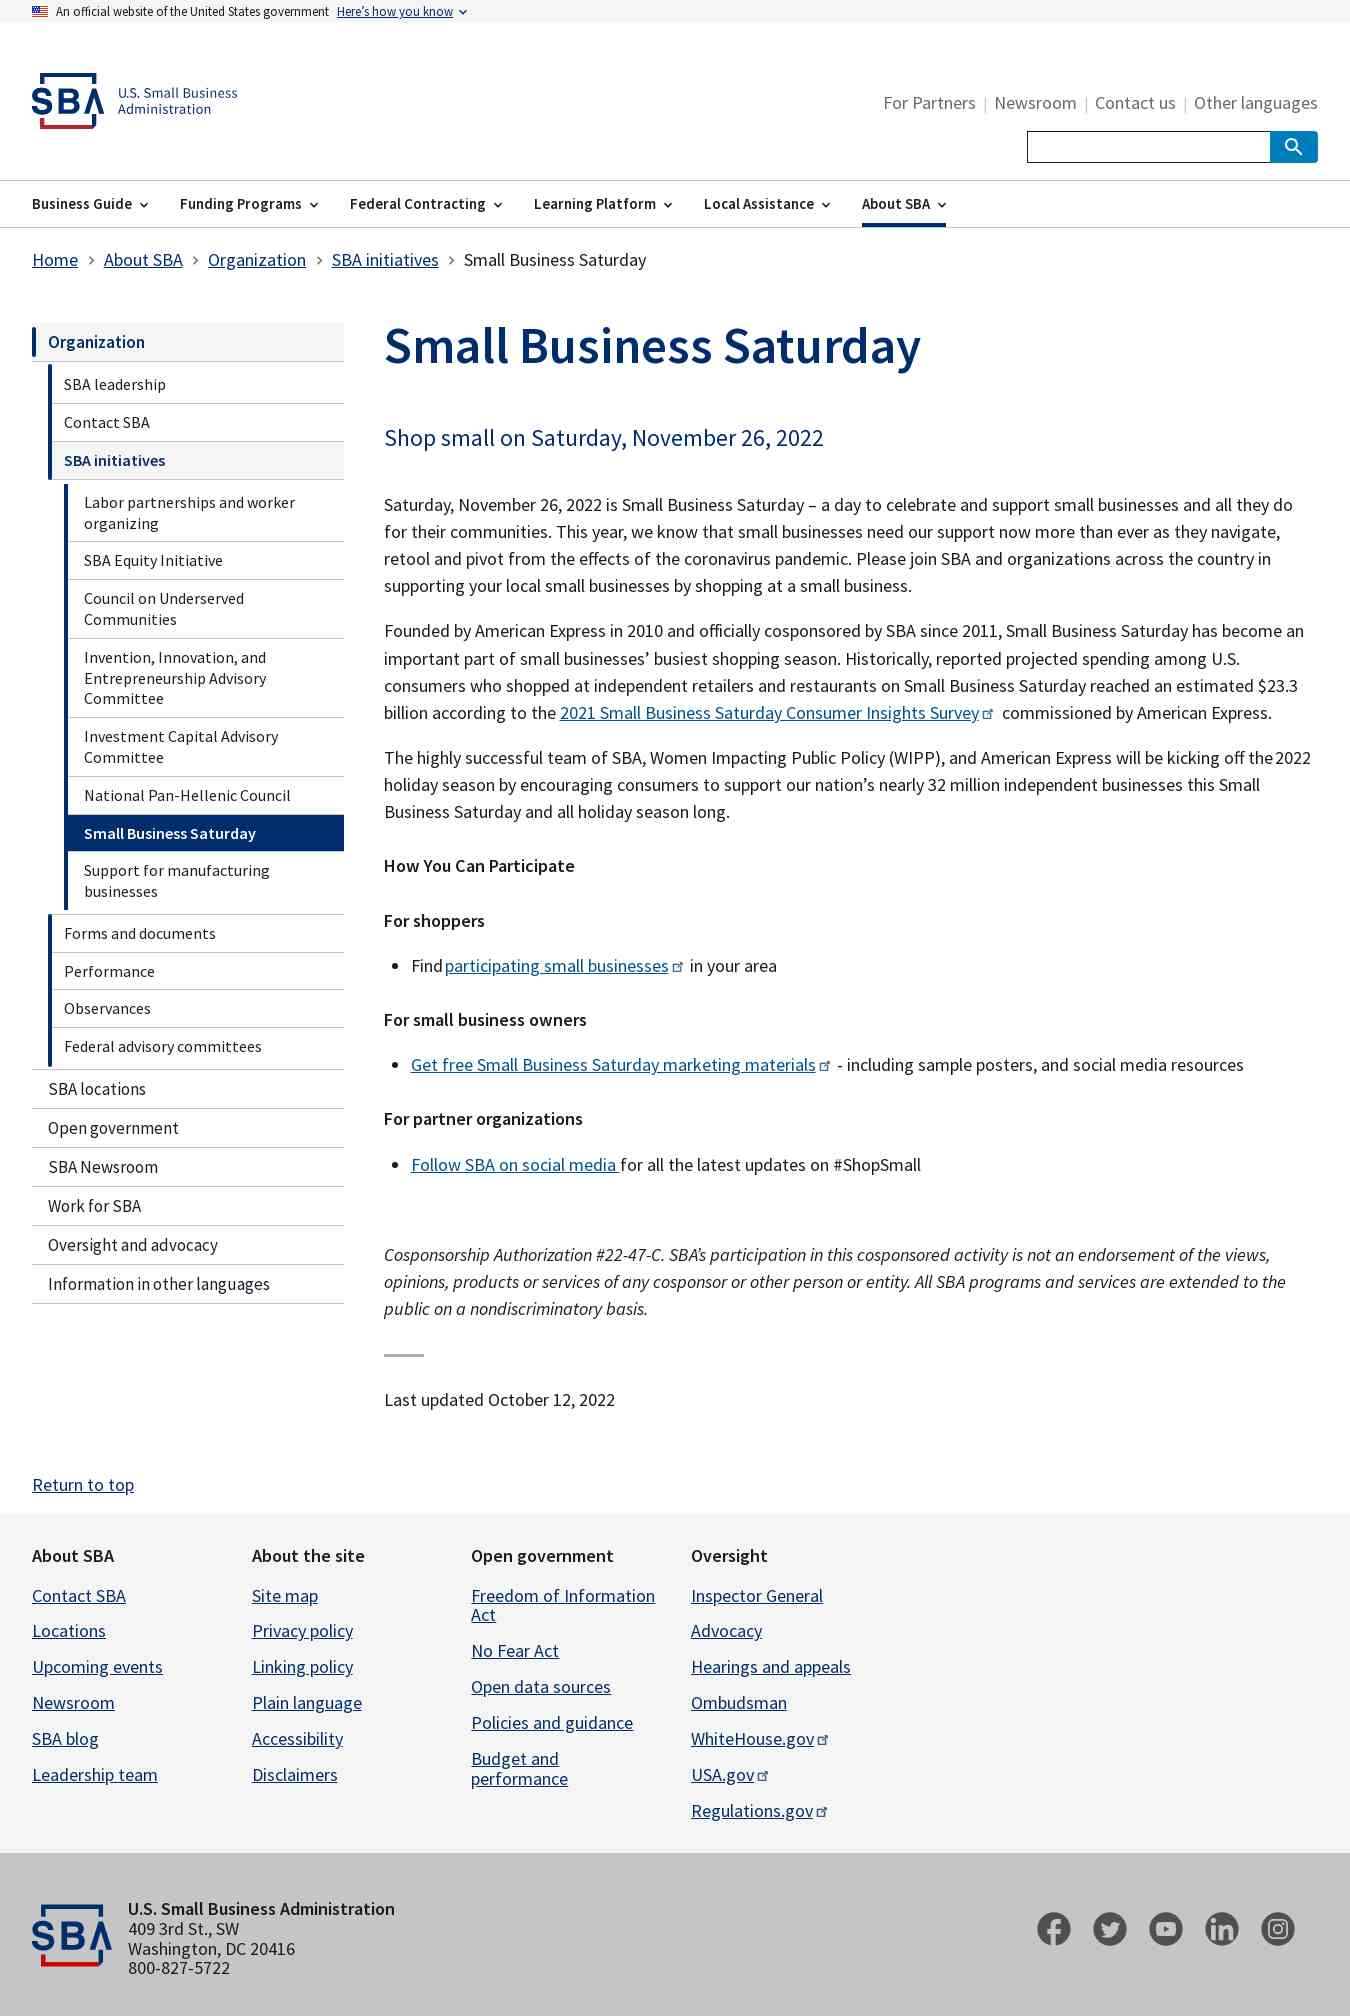 An official website of the United States government Here’s how you know
SBA U.S. Small Business
Administration
For Partners | Newsroom | Contact us | Other languages
Business Guide Funding Programs Federal Contracting Learning Platform Local Assistance About SBA
Home > About SBA > Organization > SBA initiatives > Small Business Saturday
Organization
SBA leadership
Contact SBA
SBA initiatives
Labor partnerships and worker
organizing
SBA Equity Initiative
Council on Underserved
Communities
Invention, Innovation, and
Entrepreneurship Advisory
Committee
Investment Capital Advisory
Committee
National Pan-Hellenic Council
Small Business Saturday
Support for manufacturing
businesses
Forms and documents
Performance
Observances
Federal advisory committees
SBA locations
Open government
SBA Newsroom
Work for SBA
Oversight and advocacy
Information in other languages
Small Business Saturday
Shop small on Saturday, November 26, 2022
Saturday, November 26, 2022 is Small Business Saturday – a day to celebrate and support small businesses and all they do
for their communities. This year, we know that small businesses need our support now more than ever as they navigate,
retool and pivot from the effects of the coronavirus pandemic. Please join SBA and organizations across the country in
supporting your local small businesses by shopping at a small business.
Founded by American Express in 2010 and officially cosponsored by SBA since 2011, Small Business Saturday has become an
important part of small businesses’ busiest shopping season. Historically, reported projected spending among U.S.
consumers who shopped at independent retailers and restaurants on Small Business Saturday reached an estimated $23.3
billion according to the 2021 Small Business Saturday Consumer Insights Survey commissioned by American Express.
The highly successful team of SBA, Women Impacting Public Policy (WIPP), and American Express will be kicking off the 2022
holiday season by encouraging consumers to support our nation’s nearly 32 million independent businesses this Small
Business Saturday and all holiday season long.
How You Can Participate
For shoppers
• Find participating small businesses in your area
For small business owners
• Get free Small Business Saturday marketing materials - including sample posters, and social media resources
For partner organizations
• Follow SBA on social media for all the latest updates on #ShopSmall
Cosponsorship Authorization #22-47-C. SBA’s participation in this cosponsored activity is not an endorsement of the views,
opinions, products or services of any cosponsor or other person or entity. All SBA programs and services are extended to the
public on a nondiscriminatory basis.
Last updated October 12, 2022
Return to top
About SBA
Contact SBA
Locations
Upcoming events
Newsroom
SBA blog
Leadership team
About the site
Site map
Privacy policy
Linking policy
Plain language
Accessibility
Disclaimers
Open government
Freedom of Information
Act
No Fear Act
Open data sources
Policies and guidance
Budget and
performance
Oversight
Inspector General
Advocacy
Hearings and appeals
Ombudsman
WhiteHouse.gov
USA.gov
Regulations.gov
SBA
U.S. Small Business Administration
409 3rd St., SW
Washington, DC 20416
800-827-5722